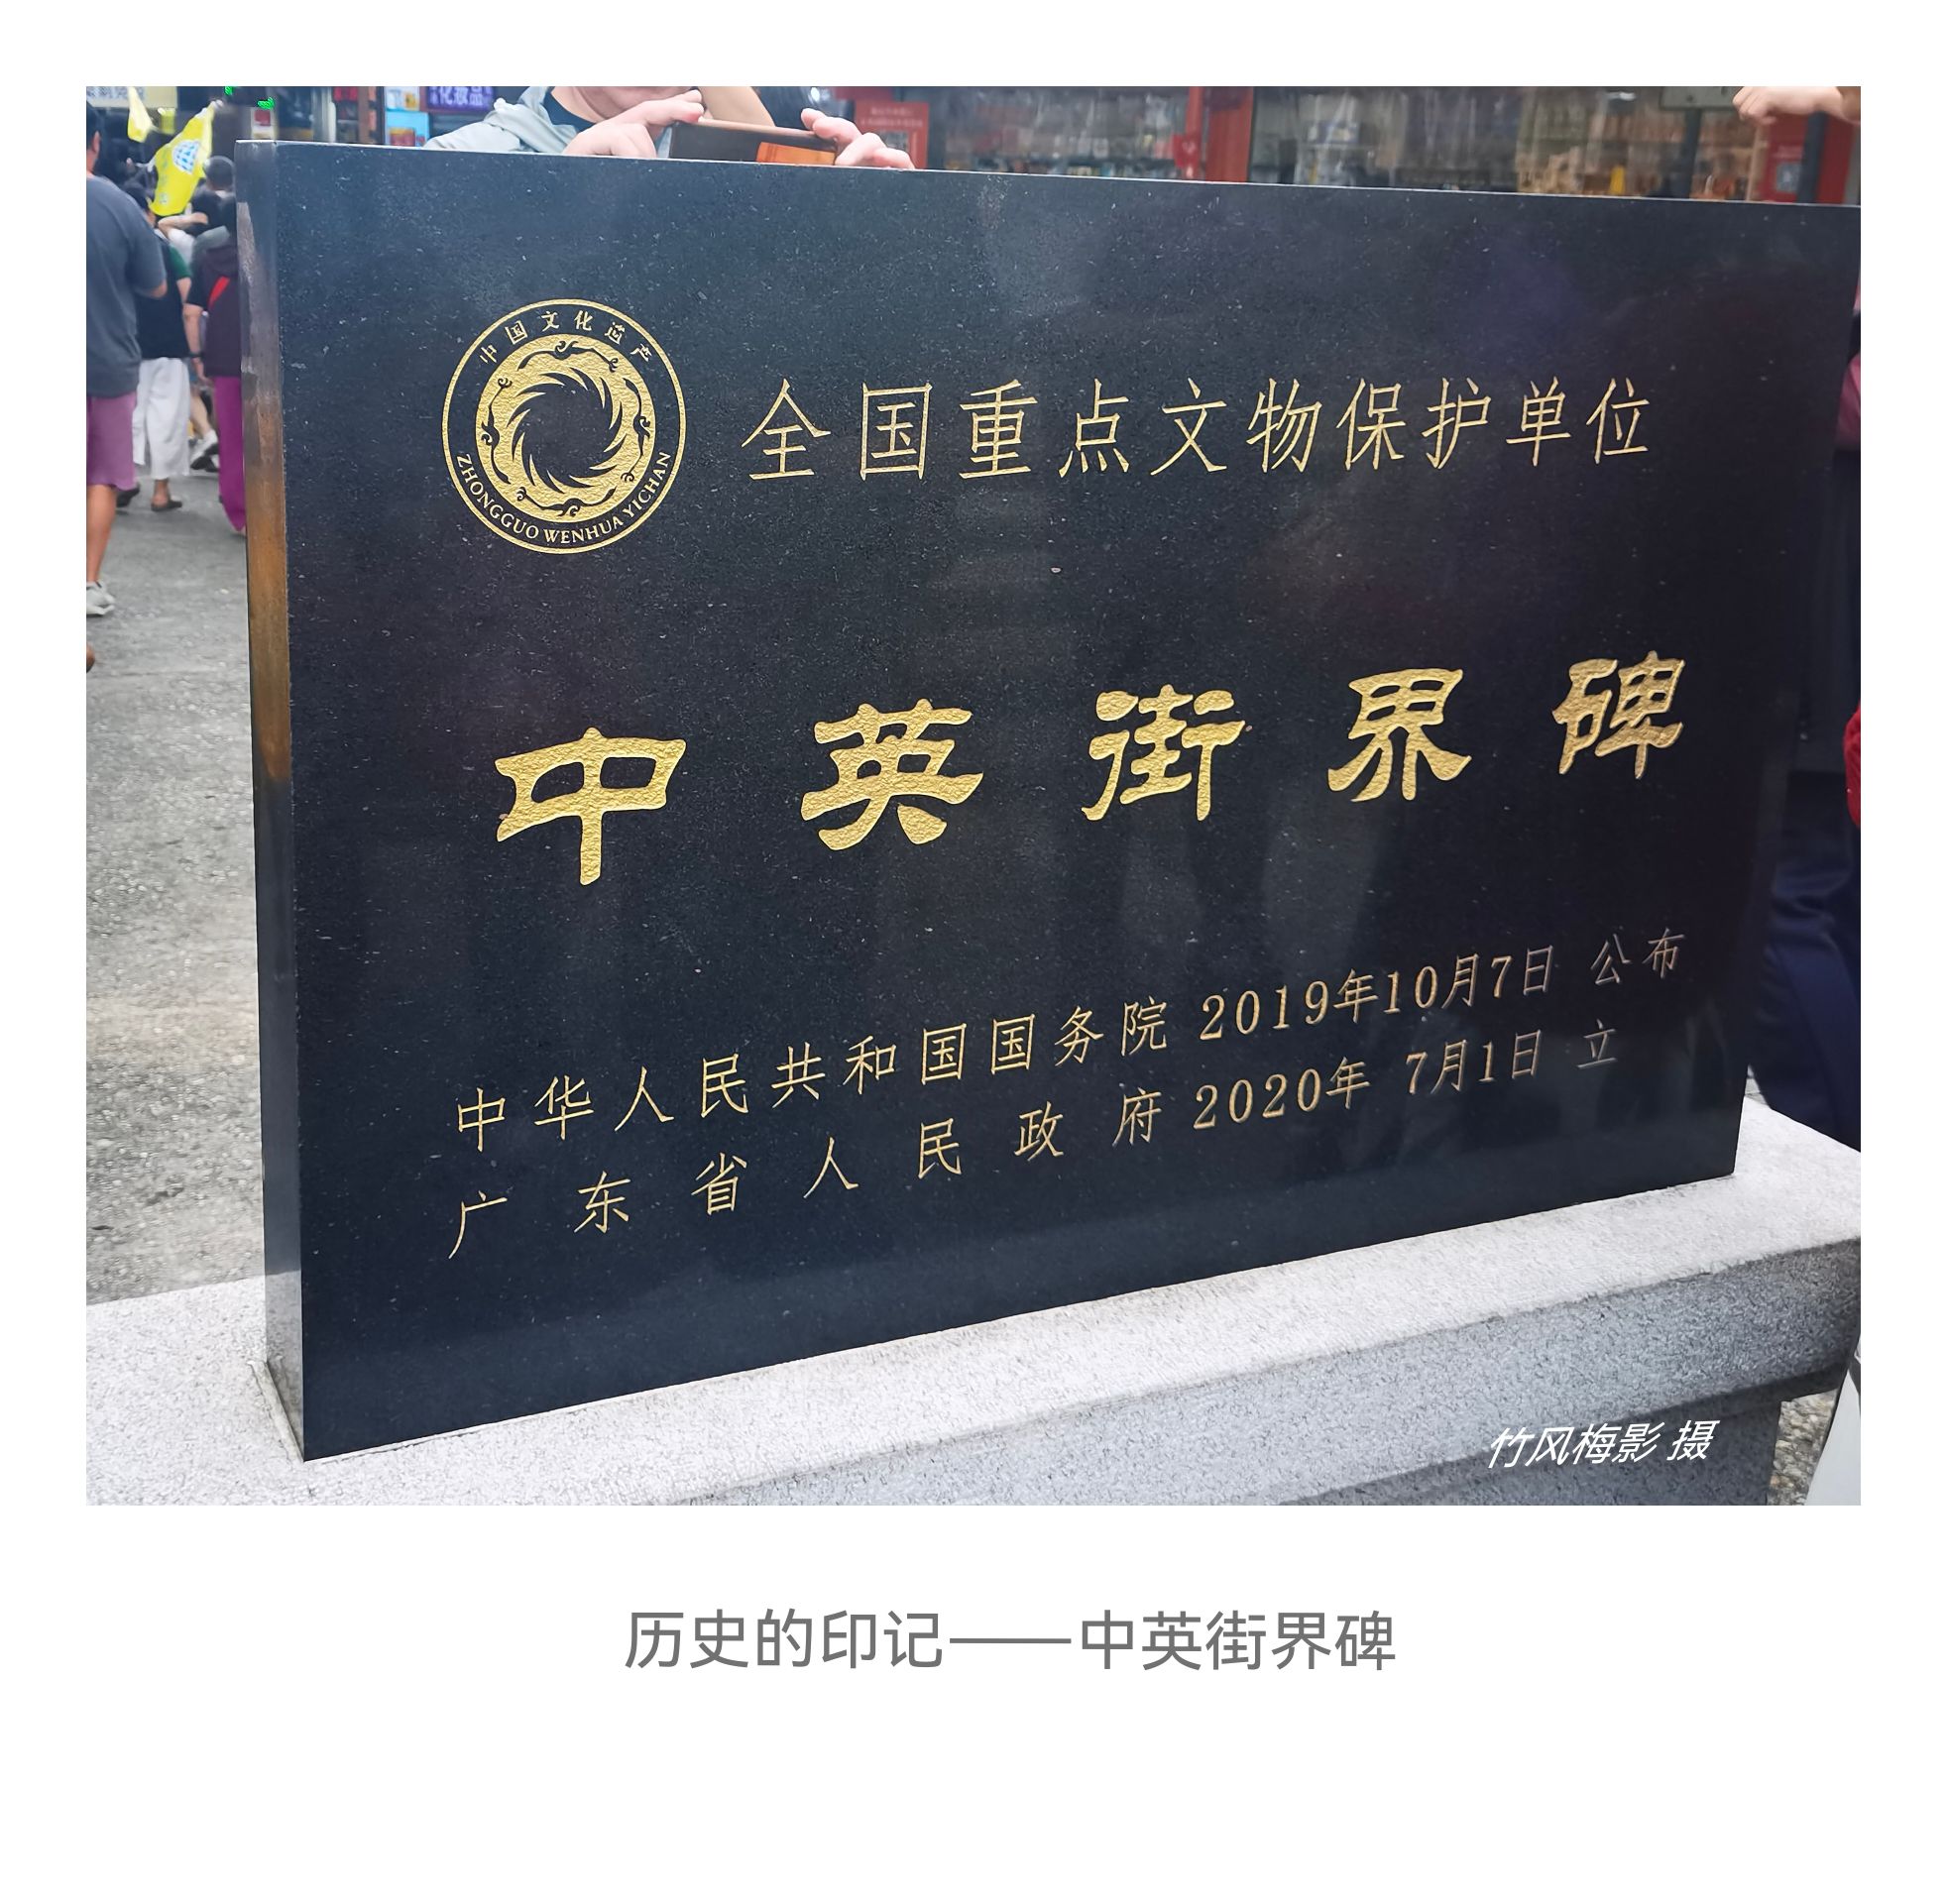 化妆品
中国文化遗产
ZHONGGUO WENHUA YICHAN
全国重点文物保护单位
中英街界碑
中华人民共和国国务院 2019年10月7日 公布
广东省人民政府 2020年 7月1日 立
竹风梅影 摄
历史的印记——中英街界碑